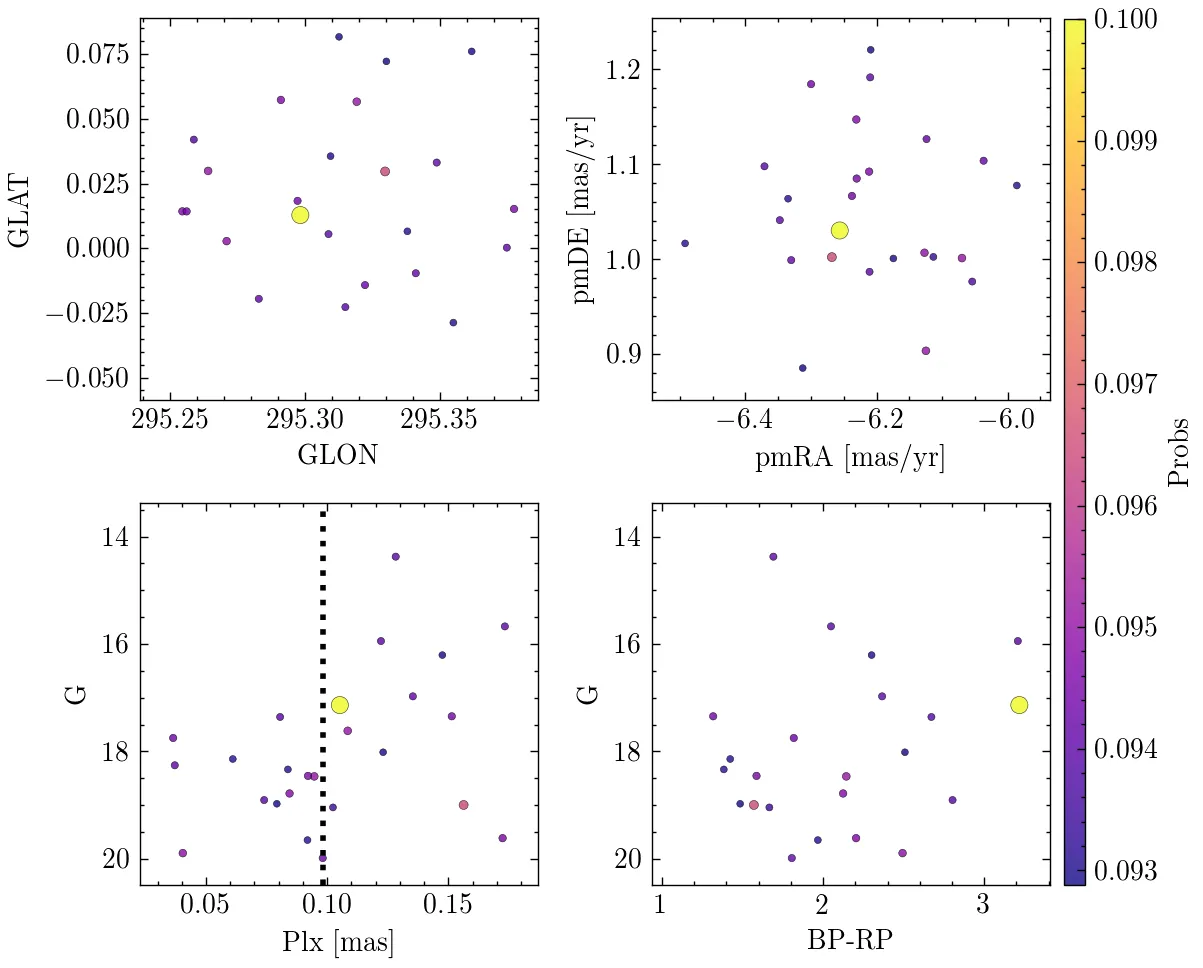 0.075
0.050
0.025
0.000
−0.025
−0.050
GLAT
295.25 295.30 295.35
GLON
1.2
1.1
1.0
0.9
pmDE [mas/yr]
−6.4 −6.2 −6.0
pmRA [mas/yr]
0.100
0.099
0.098
0.097
0.096
0.095
0.094
0.093
Probs
14
16
18
20
G
0.05 0.10 0.15
Plx [mas]
14
16
18
20
G
1 2 3
BP-RP